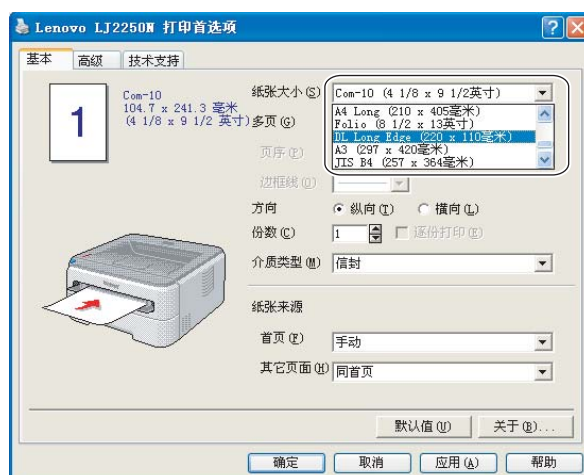 Lenovo LJ2250N 打印首选项
基本 高级 技术支持
1
Com-10
104.7 x 241.3 毫米
(4 1/8 x 9 1/2 英寸)
纸张大小(S) Com-10 (4 1/8 x 9 1/2英寸)
A4 Long (210 x 405毫米)
Folio (8 1/2 x 13英寸)
DL Long Edge (220 x 110毫米)
A3 (297 x 420毫米)
JIS B4 (257 x 364毫米)
多页(G)
页序(P)
边框线(O)
方向 纵向(T) 横向(L)
份数(C) 1 逐份打印(E)
介质类型(M) 信封
纸张来源
首页(F) 手动
其它页面(H) 同首页
默认值(U) 关于(B)...
确定 取消 应用(A) 帮助